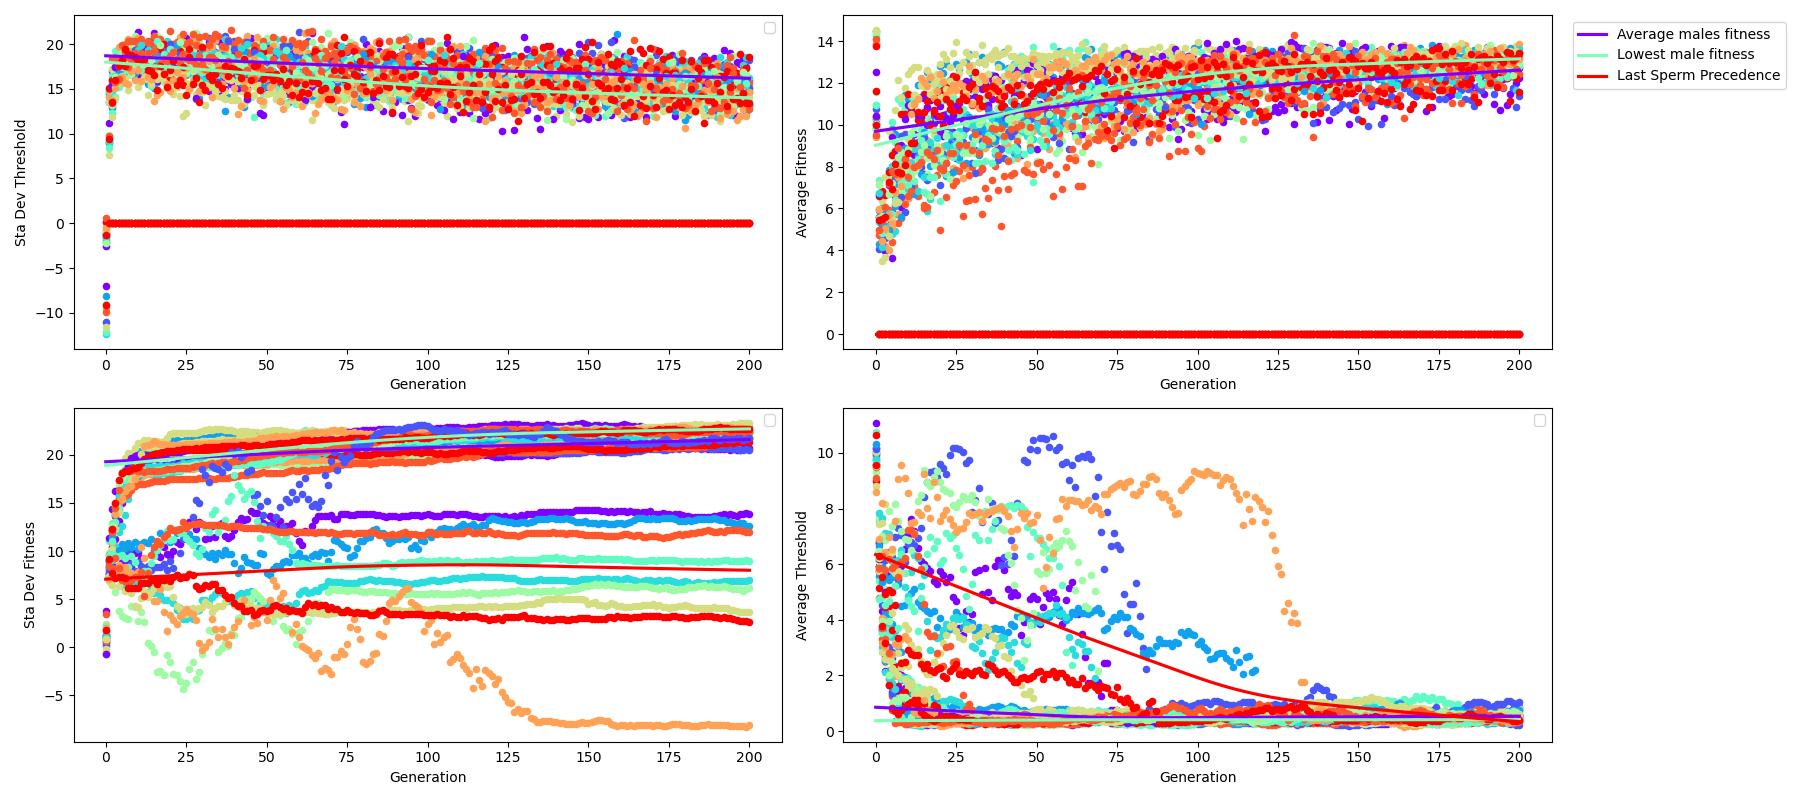 Sta Dev Threshold
20
15
10
5
0
−5
−10
0 25 50 75 100 125 150 175 200
Generation
Average Fitness
14
12
10
8
6
4
2
0
0 25 50 75 100 125 150 175 200
Generation
Average males fitness
Lowest male fitness
Last Sperm Precedence
Sta Dev Fitness
20
15
10
5
0
−5
0 25 50 75 100 125 150 175 200
Generation
Average Threshold
10
8
6
4
2
0
0 25 50 75 100 125 150 175 200
Generation